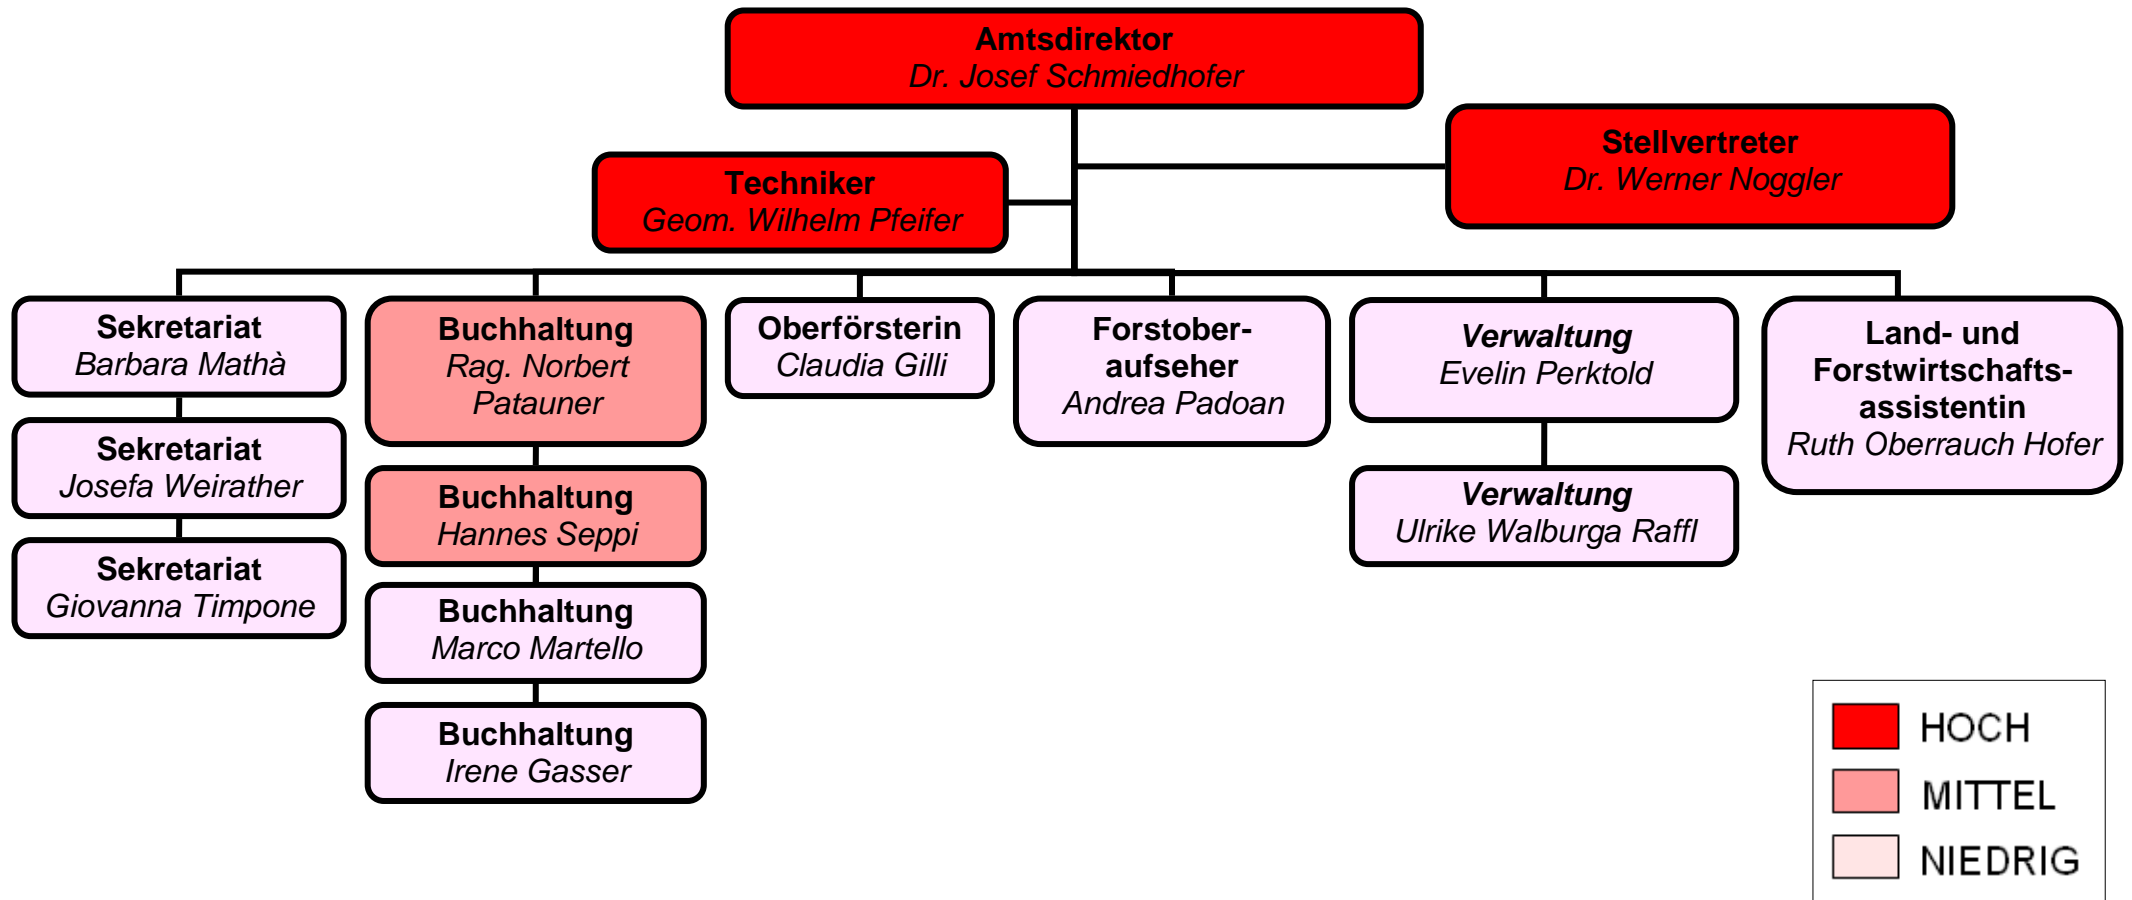 Amtsdirektor
Dr. Josef Schmiedhofer
Stellvertreter
Dr. Werner Noggler
Techniker
Geom. Wilhelm Pfeifer
Sekretariat
Barbara Mathà
Sekretariat
Josefa Weirather
Sekretariat
Giovanna Timpone
Buchhaltung
Rag. Norbert
Patauner
Buchhaltung
Hannes Seppi
Buchhaltung
Marco Martello
Buchhaltung
Irene Gasser
Oberförsterin
Claudia Gilli
Forstober-
aufseher
Andrea Padoan
Verwaltung
Evelin Perktold
Verwaltung
Ulrike Walburga Raffl
Land- und
Forstwirtschafts-
assistentin
Ruth Oberrauch Hofer
HOCH
MITTEL
NIEDRIG